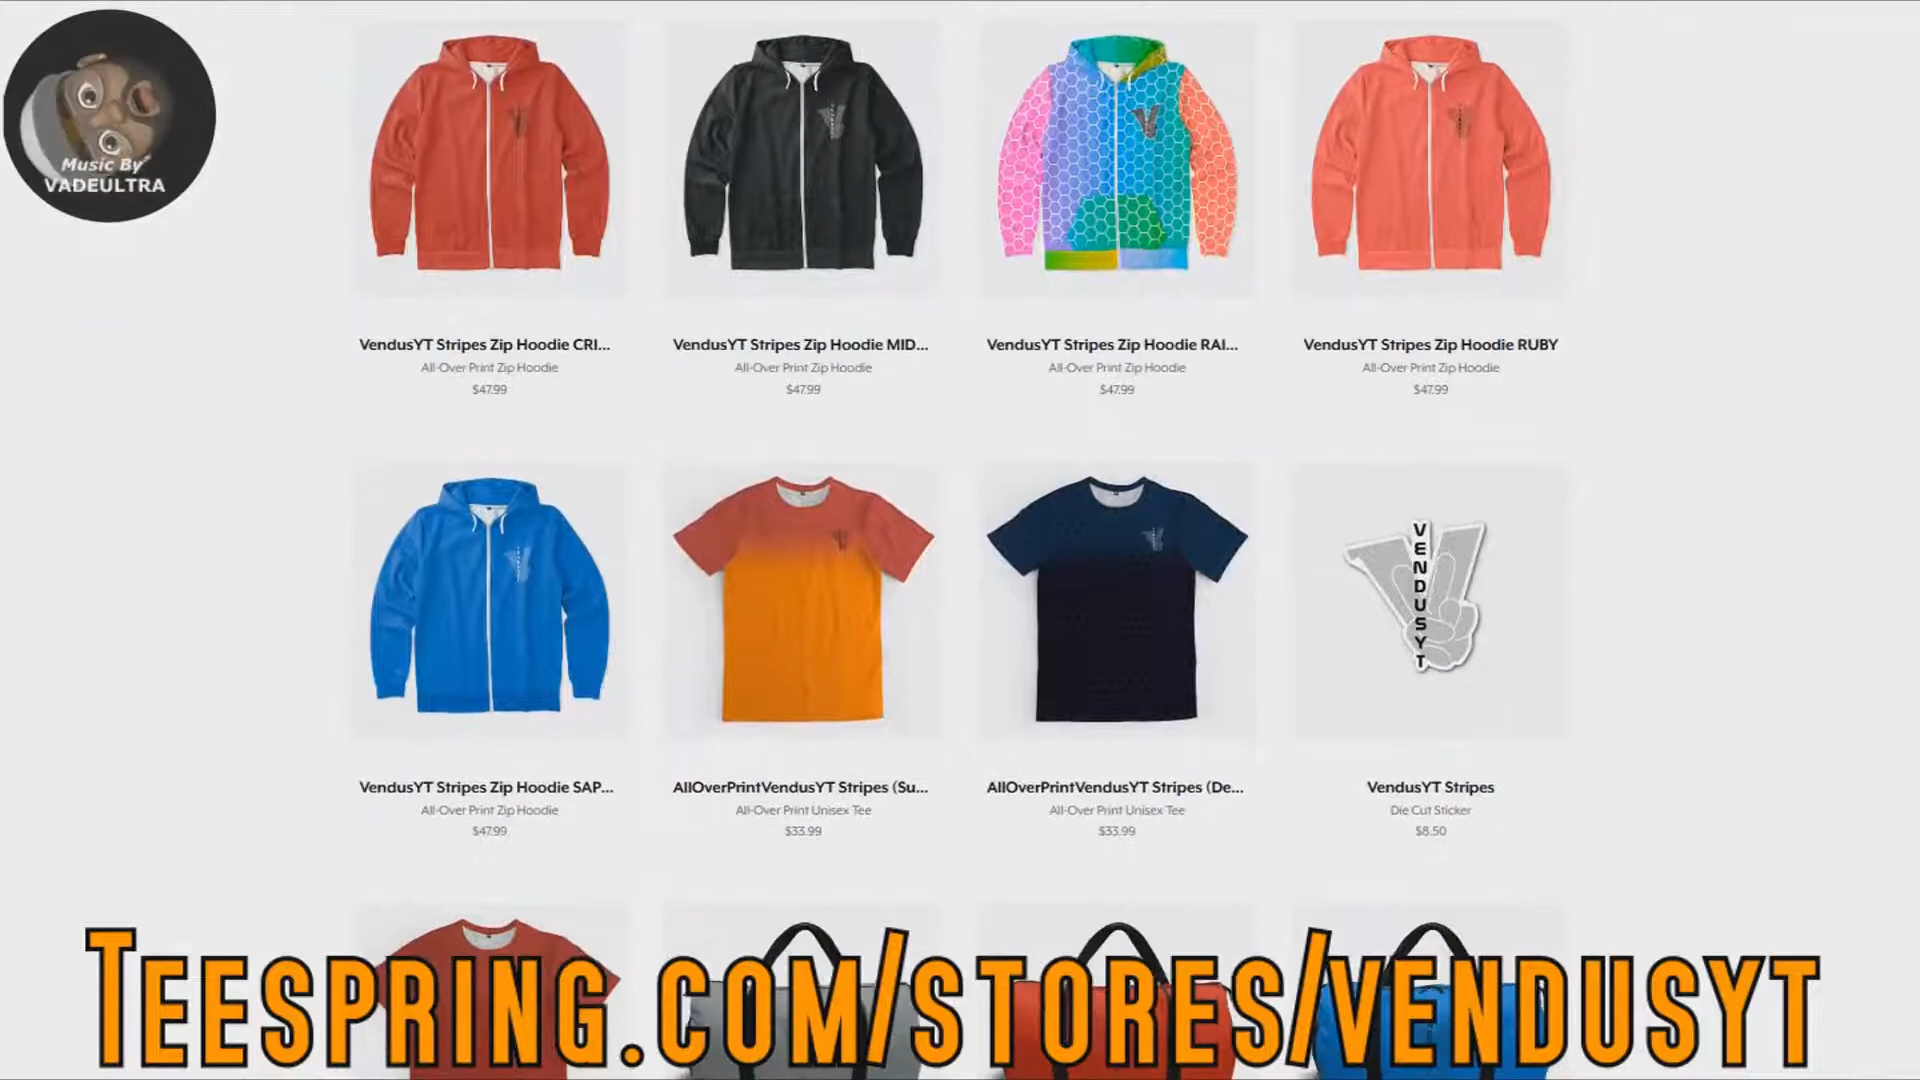 Music By
VADEULTRA
VendusYT Stripes Zip Hoodie CRI...
All-Over Print Zip Hoodie
$47.99
VendusYT Stripes Zip Hoodie MID...
All-Over Print Zip Hoodie
$47.99
VendusYT Stripes Zip Hoodie RAI...
All-Over Print Zip Hoodie
$47.99
VendusYT Stripes Zip Hoodie RUBY
All-Over Print Zip Hoodie
$47.99
VENDUSYT
VendusYT Stripes Zip Hoodie SAP...
All-Over Print Zip Hoodie
$47.99
AllOverPrintVendusYT Stripes (Su...
All-Over Print Unisex Tee
$33.99
AllOverPrintVendusYT Stripes (De...
All-Over Print Unisex Tee
$33.99
VendusYT Stripes
Die Cut Sticker
$8.50
TEESPRING.COM/STORES/VENDUSYT